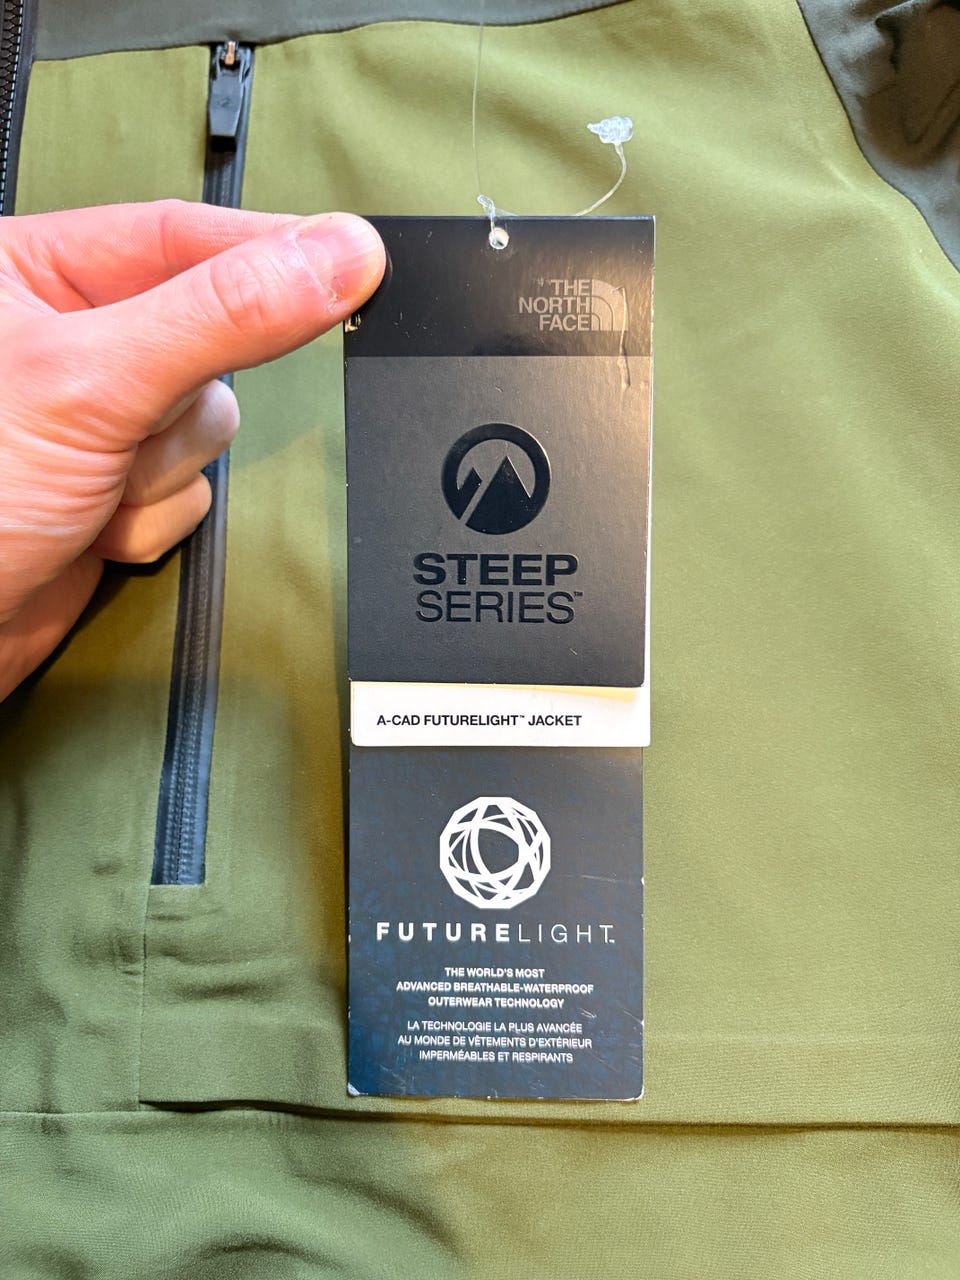 THE
NORTH
FACE
STEEP
SERIES™
A-CAD FUTURELIGHT™ JACKET
FUTURELIGHT™
THE WORLD'S MOST
ADVANCED BREATHABLE-WATERPROOF
OUTERWEAR TECHNOLOGY
LA TECHNOLOGIE LA PLUS AVANCÉE
AU MONDE DE VÊTEMENTS D'EXTÉRIEUR
IMPERMÉABLES ET RESPIRANTS